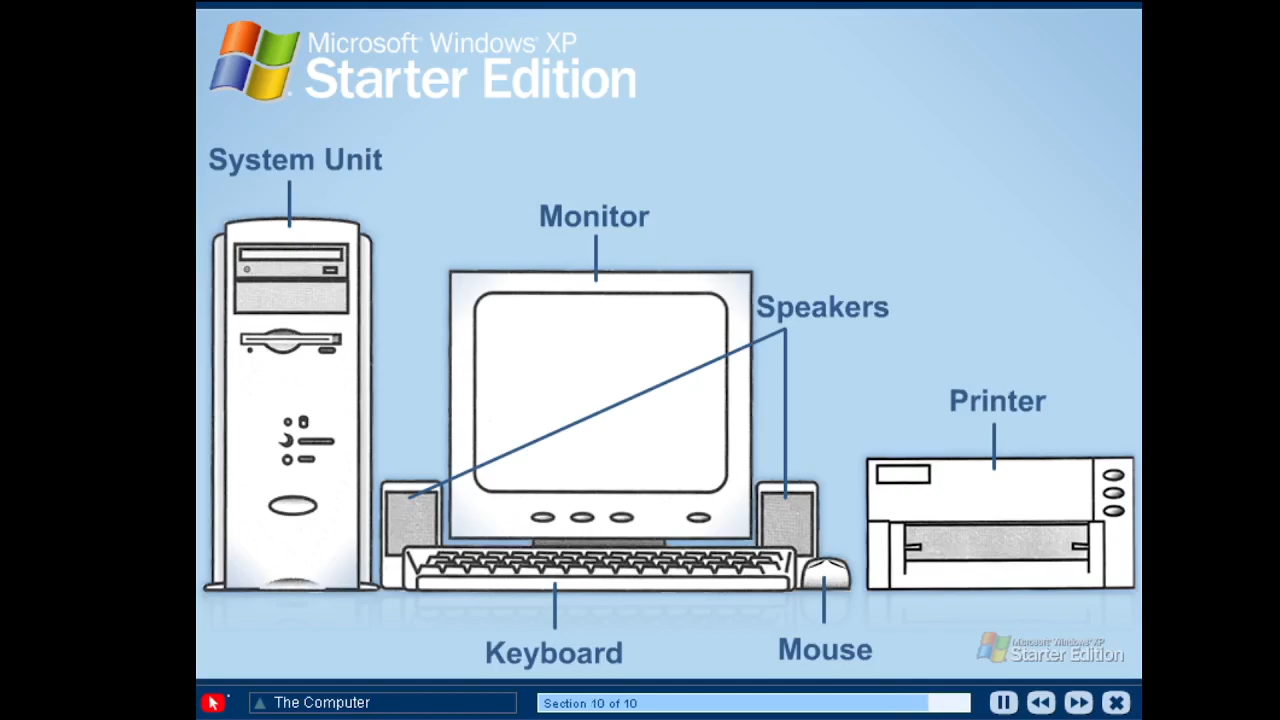 Microsoft Windows XP
Starter Edition
System Unit
Monitor
Speakers
Printer
Keyboard
Mouse
Microsoft Windows XP
Starter Edition
The Computer
Section 10 of 10